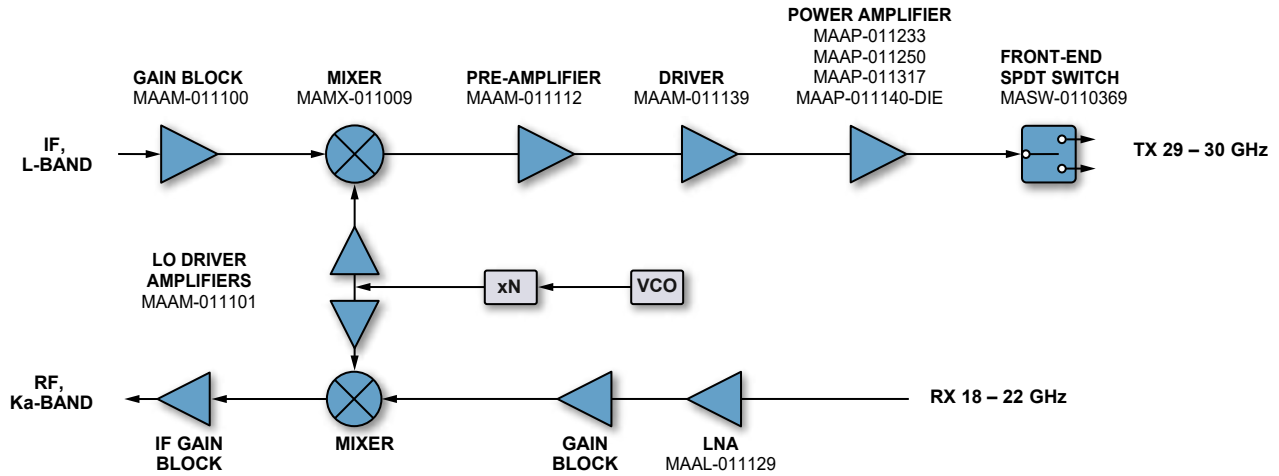 POWER AMPLIFIER
MAAP-011233
MAAP-011250
MAAP-011317
MAAP-011140-DIE
GAIN BLOCK
MAAM-011100
MIXER
MAMX-011009
PRE-AMPLIFIER
MAAM-011112
DRIVER
MAAM-011139
FRONT-END
SPDT SWITCH
MASW-0110369
IF,
L-BAND
TX 29 – 30 GHz
LO DRIVER
AMPLIFIERS
MAAM-011101
xN
VCO
RF,
Ka-BAND
RX 18 – 22 GHz
IF GAIN
BLOCK
MIXER
GAIN
BLOCK
LNA
MAAL-011129